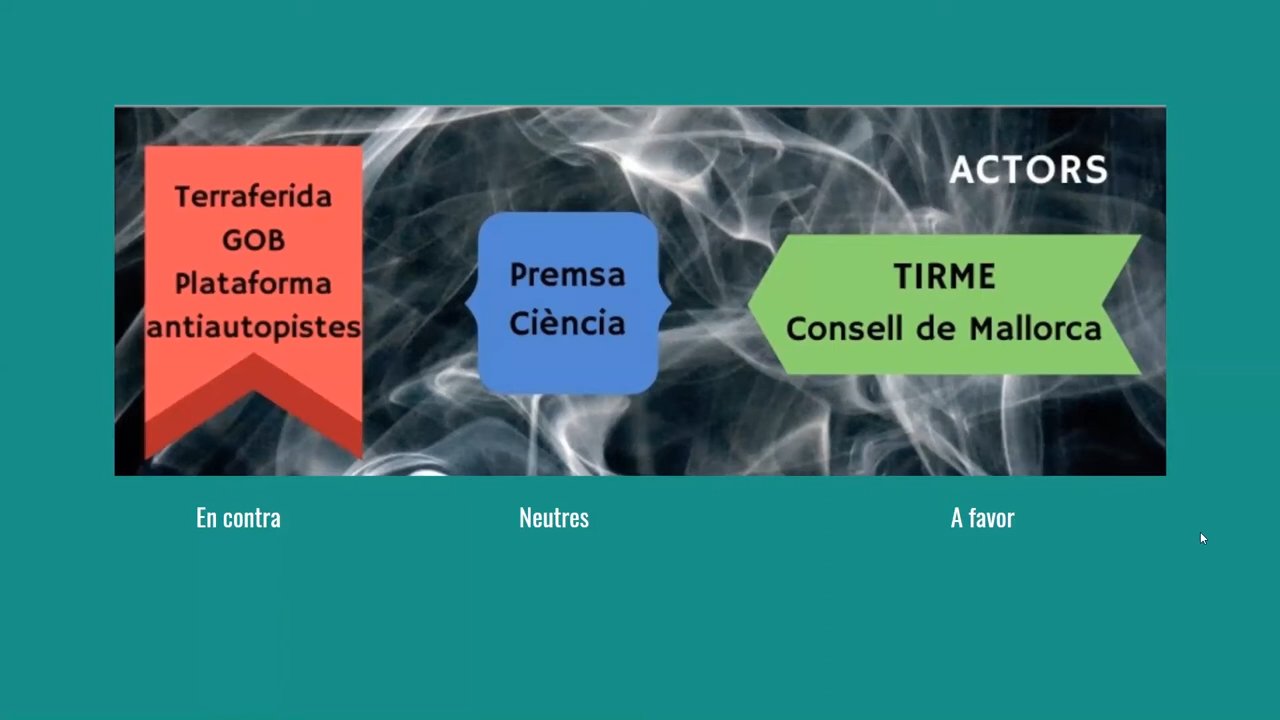 ACTORS
Terraferida
GOB
Plataforma
antiautopistes
Premsa
Ciència
TIRME
Consell de Mallorca
En contra
Neutres
A favor